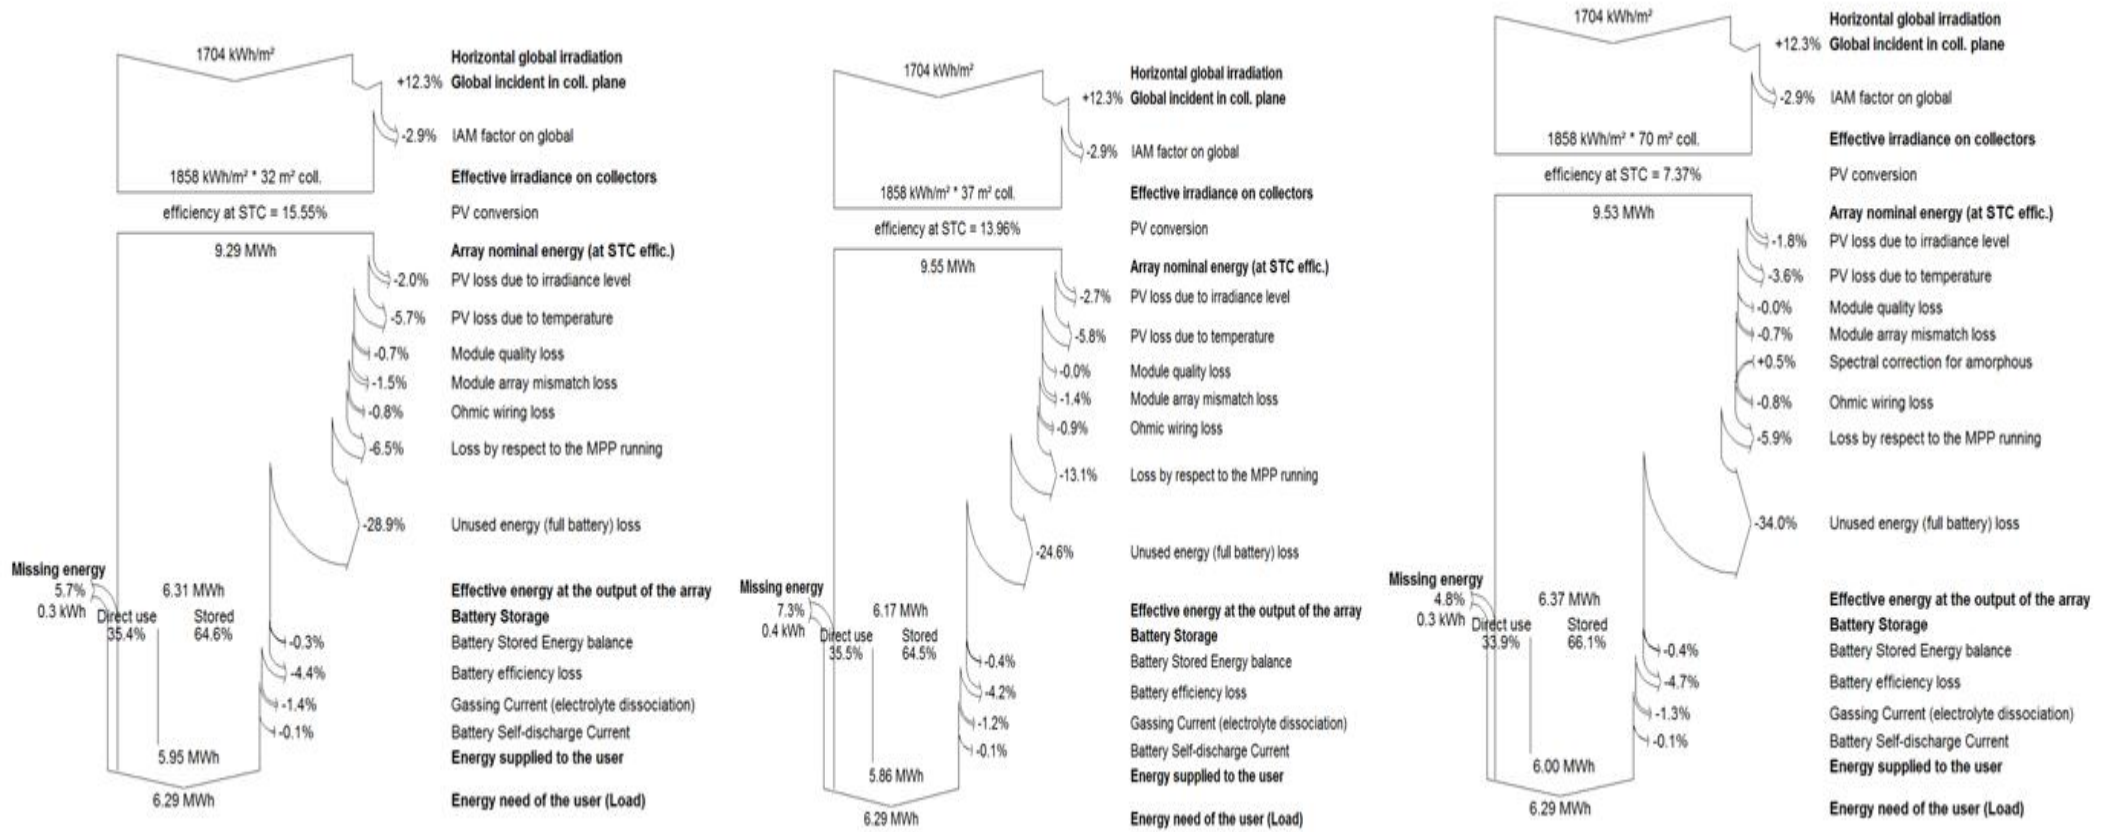 1704 kWh/m²
Horizontal global irradiation
+12.3% Global incident in coll. plane
-2.9% IAM factor on global
1858 kWh/m² * 32 m² coll.
Effective irradiance on collectors
efficiency at STC = 15.55%
PV conversion
9.29 MWh
Array nominal energy (at STC effic.)
-2.0% PV loss due to irradiance level
-5.7% PV loss due to temperature
-0.7% Module quality loss
-1.5% Module array mismatch loss
-0.8% Ohmic wiring loss
-6.5% Loss by respect to the MPP running
-28.9% Unused energy (full battery) loss
Missing energy
5.7%
0.3 kWh
6.31 MWh
Effective energy at the output of the array
Direct use Stored
35.4% 64.6%
Battery Storage
-0.3% Battery Stored Energy balance
-4.4% Battery efficiency loss
-1.4% Gassing Current (electrolyte dissociation)
-0.1% Battery Self-discharge Current
5.95 MWh
Energy supplied to the user
6.29 MWh
Energy need of the user (Load)
1704 kWh/m²
Horizontal global irradiation
+12.3% Global incident in coll. plane
-2.9% IAM factor on global
1858 kWh/m² * 37 m² coll.
Effective irradiance on collectors
efficiency at STC = 13.96%
PV conversion
9.55 MWh
Array nominal energy (at STC effic.)
-2.7% PV loss due to irradiance level
-5.8% PV loss due to temperature
-0.0% Module quality loss
-1.4% Module array mismatch loss
-0.9% Ohmic wiring loss
-13.1% Loss by respect to the MPP running
-24.6% Unused energy (full battery) loss
Missing energy
7.3%
0.4 kWh
6.17 MWh
Effective energy at the output of the array
Direct use Stored
35.5% 64.5%
Battery Storage
-0.4% Battery Stored Energy balance
-4.2% Battery efficiency loss
-1.2% Gassing Current (electrolyte dissociation)
-0.1% Battery Self-discharge Current
5.86 MWh
Energy supplied to the user
6.29 MWh
Energy need of the user (Load)
1704 kWh/m²
Horizontal global irradiation
+12.3% Global incident in coll. plane
-2.9% IAM factor on global
1858 kWh/m² * 70 m² coll.
Effective irradiance on collectors
efficiency at STC = 7.37%
PV conversion
9.53 MWh
Array nominal energy (at STC effic.)
-1.8% PV loss due to irradiance level
-3.6% PV loss due to temperature
-0.0% Module quality loss
-0.7% Module array mismatch loss
+0.5% Spectral correction for amorphous
-0.8% Ohmic wiring loss
-5.9% Loss by respect to the MPP running
-34.0% Unused energy (full battery) loss
Missing energy
4.8%
0.3 kWh
6.37 MWh
Effective energy at the output of the array
Direct use Stored
33.9% 66.1%
Battery Storage
-0.4% Battery Stored Energy balance
-4.7% Battery efficiency loss
-1.3% Gassing Current (electrolyte dissociation)
-0.1% Battery Self-discharge Current
6.00 MWh
Energy supplied to the user
6.29 MWh
Energy need of the user (Load)